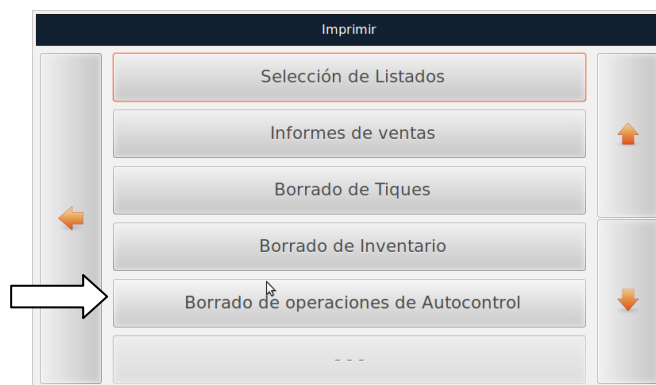 Imprimir
Selección de Listados
Informes de ventas
Borrado de Tiques
Borrado de Inventario
Borrado de operaciones de Autocontrol
- - -